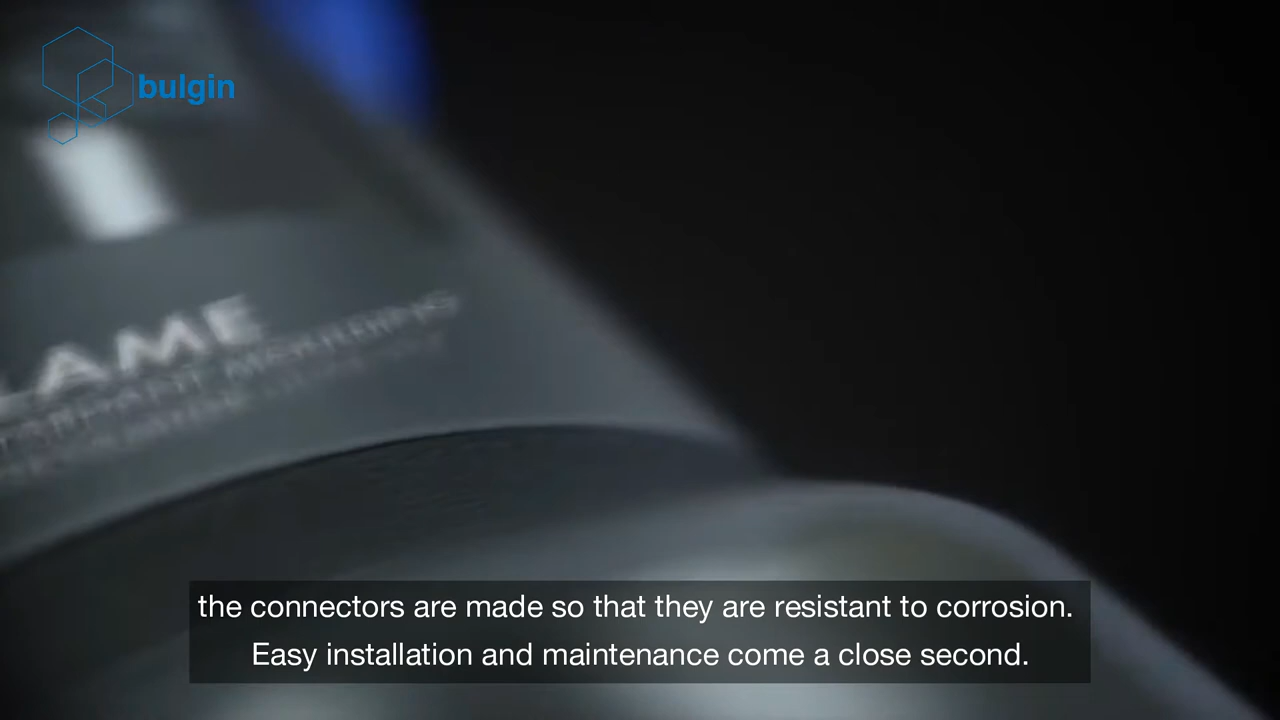 bulgin
LAME
the connectors are made so that they are resistant to corrosion.
Easy installation and maintenance come a close second.